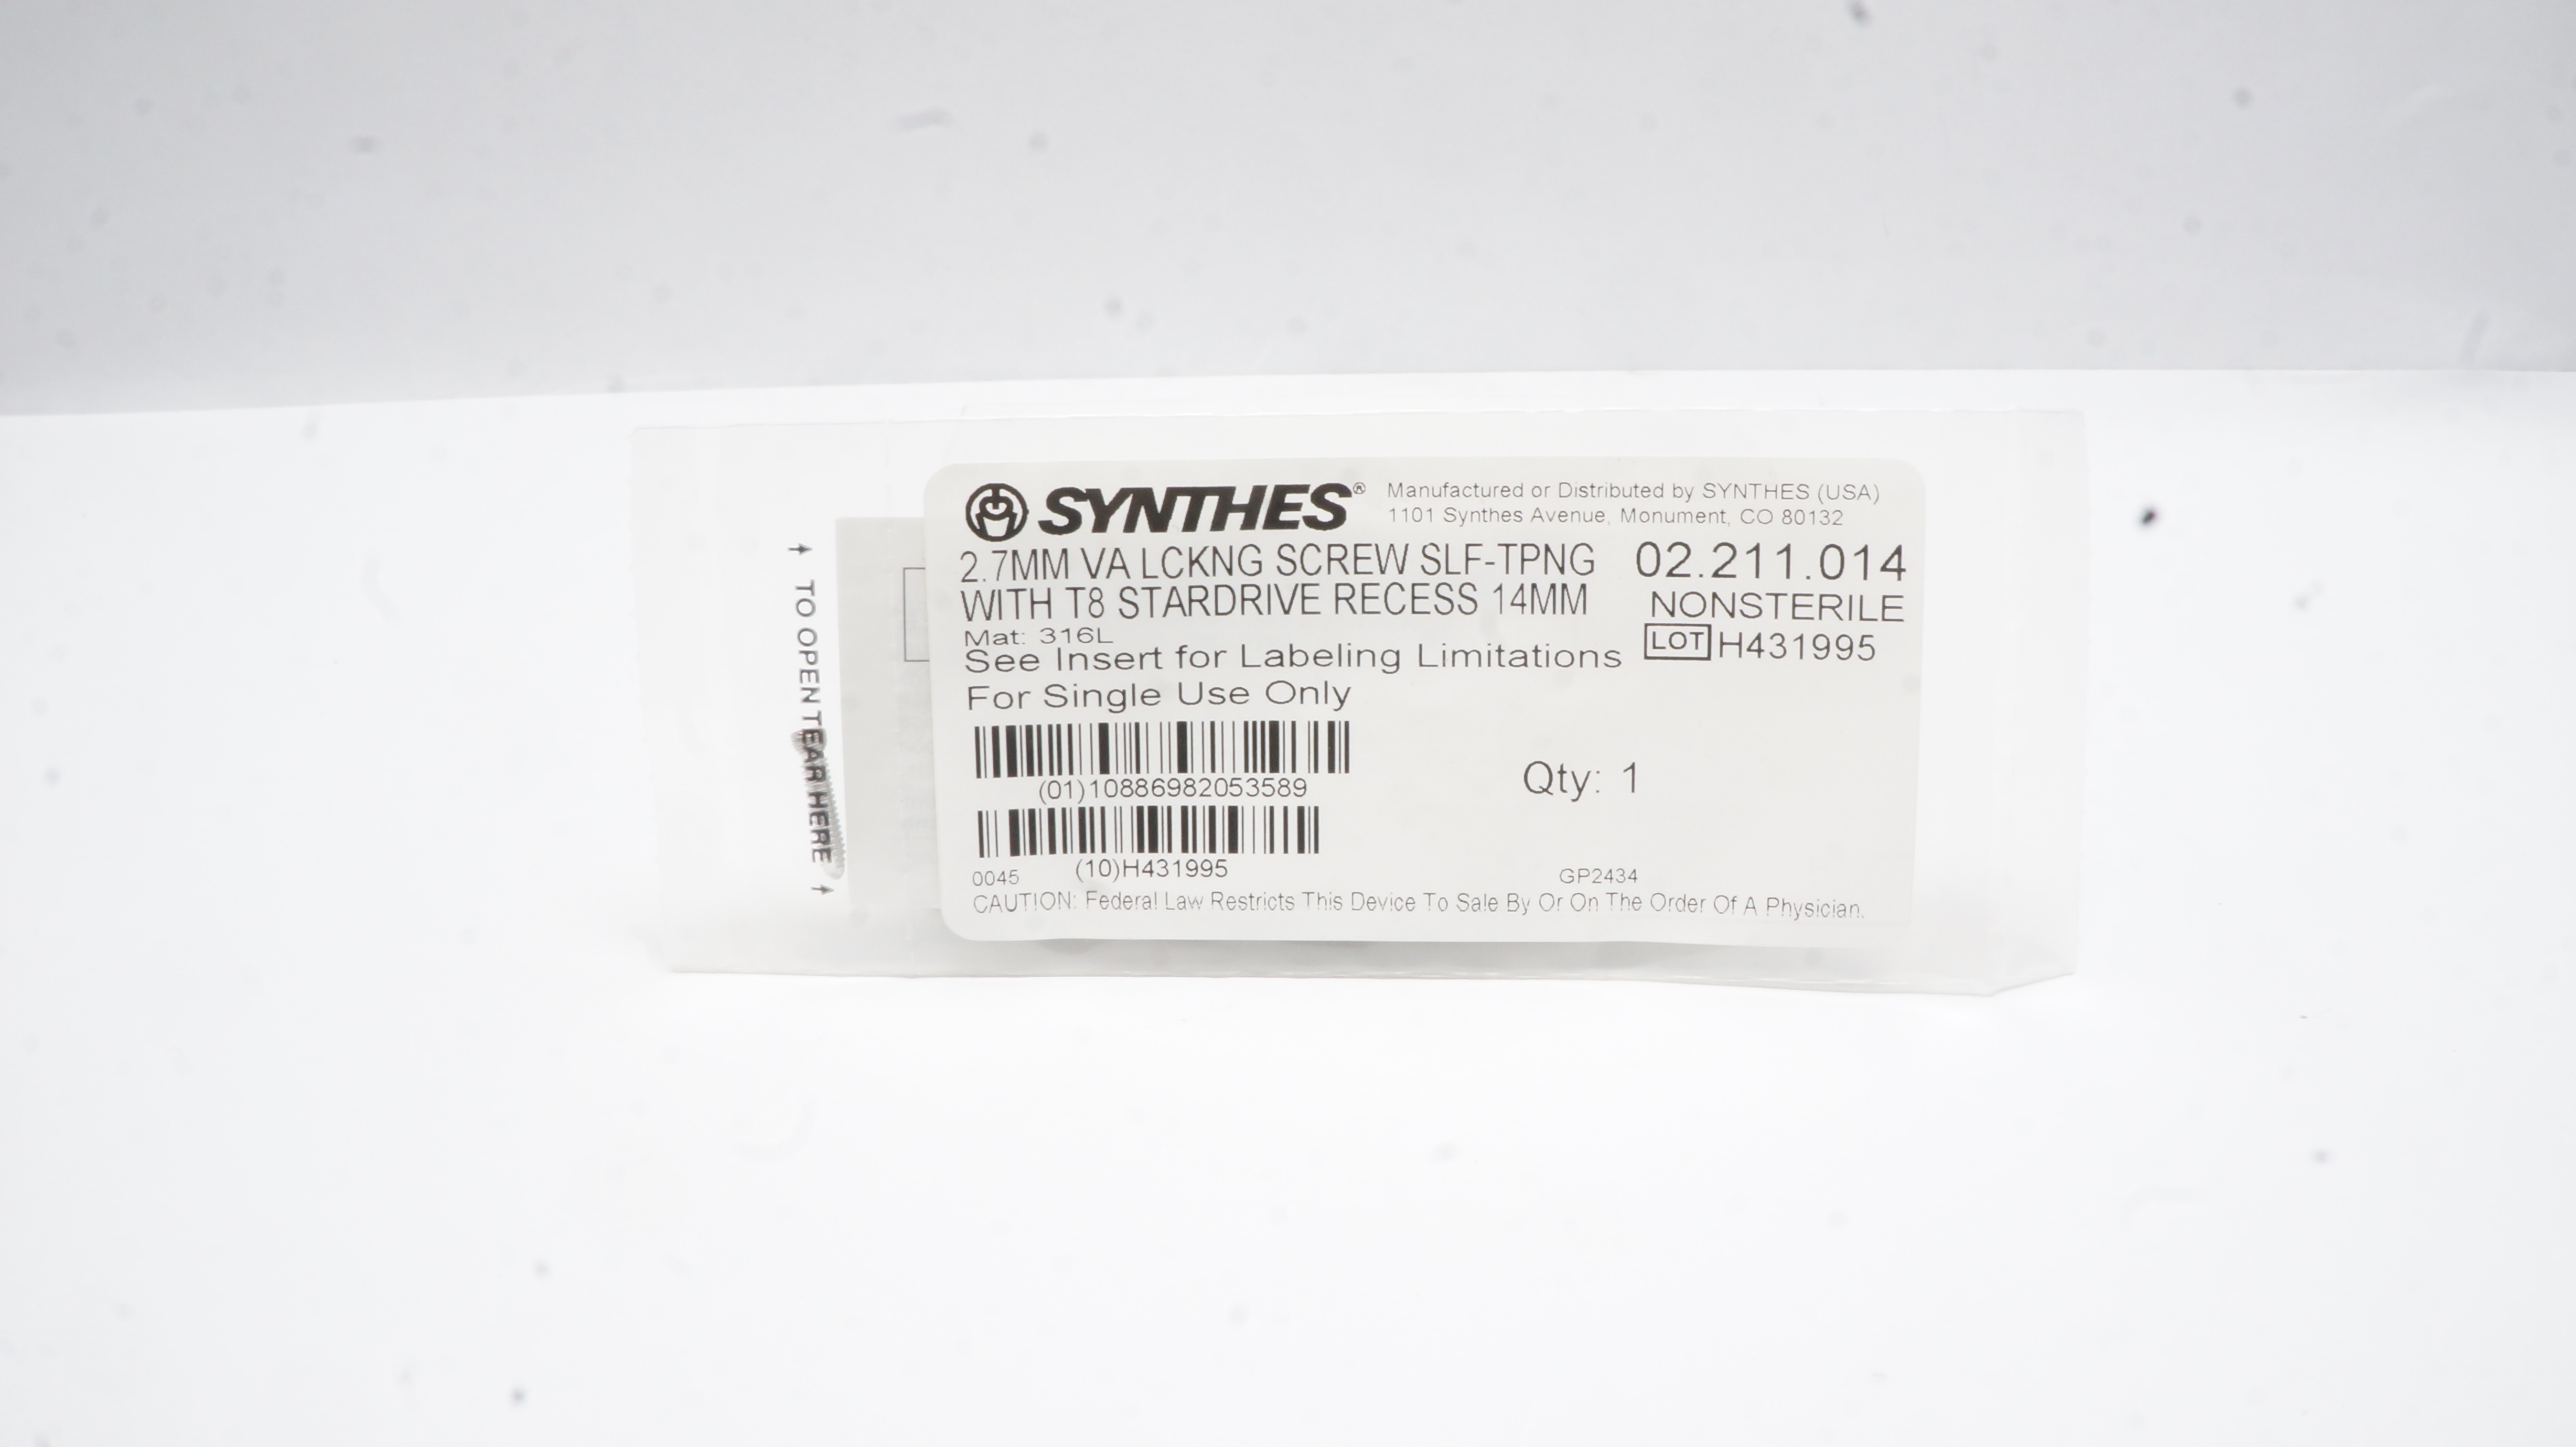 SYNTHES®
Manufactured or Distributed by SYNTHES (USA)
1101 Synthes Avenue, Monument, CO 80132
2.7MM VA LCKNG SCREW SLF-TPNG
WITH T8 STARDRIVE RECESS 14MM
02.211.014
NONSTERILE
LOT H431995
Mat: 316L
See Insert for Labeling Limitations
For Single Use Only
(01)10886982053589
Qty: 1
(10)H431995
0045
GP2434
CAUTION: Federal Law Restricts This Device To Sale By Or On The Order Of A Physician.
TO OPEN TEAR HERE